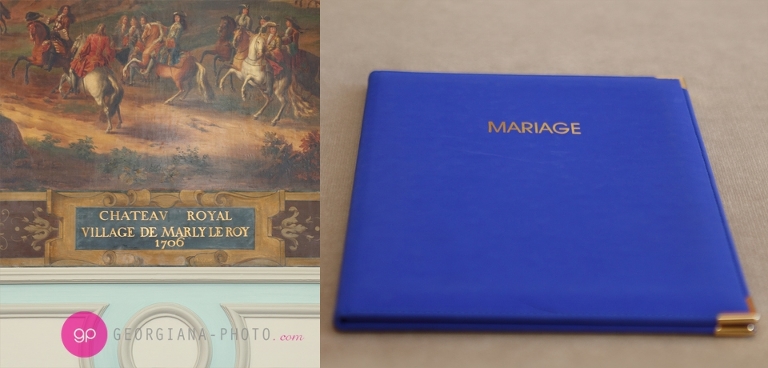 CHATEAV ROYAL
VILLAGE DE MARLY LE ROY
1706
gp GEORGIANA-PHOTO.com
MARIAGE